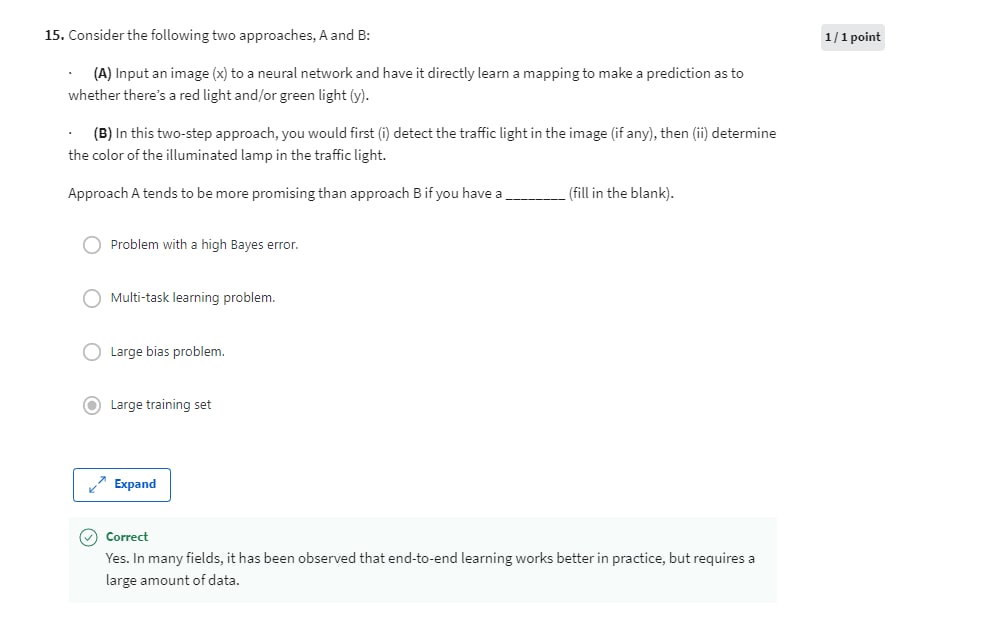 15. Consider the following two approaches, A and B:
1 / 1 point
· (A) Input an image (x) to a neural network and have it directly learn a mapping to make a prediction as to
whether there's a red light and/or green light (y).
· (B) In this two-step approach, you would first (i) detect the traffic light in the image (if any), then (ii) determine
the color of the illuminated lamp in the traffic light.
Approach A tends to be more promising than approach B if you have a ________ (fill in the blank).
Problem with a high Bayes error.
Multi-task learning problem.
Large bias problem.
Large training set
Expand
Correct
Yes. In many fields, it has been observed that end-to-end learning works better in practice, but requires a
large amount of data.